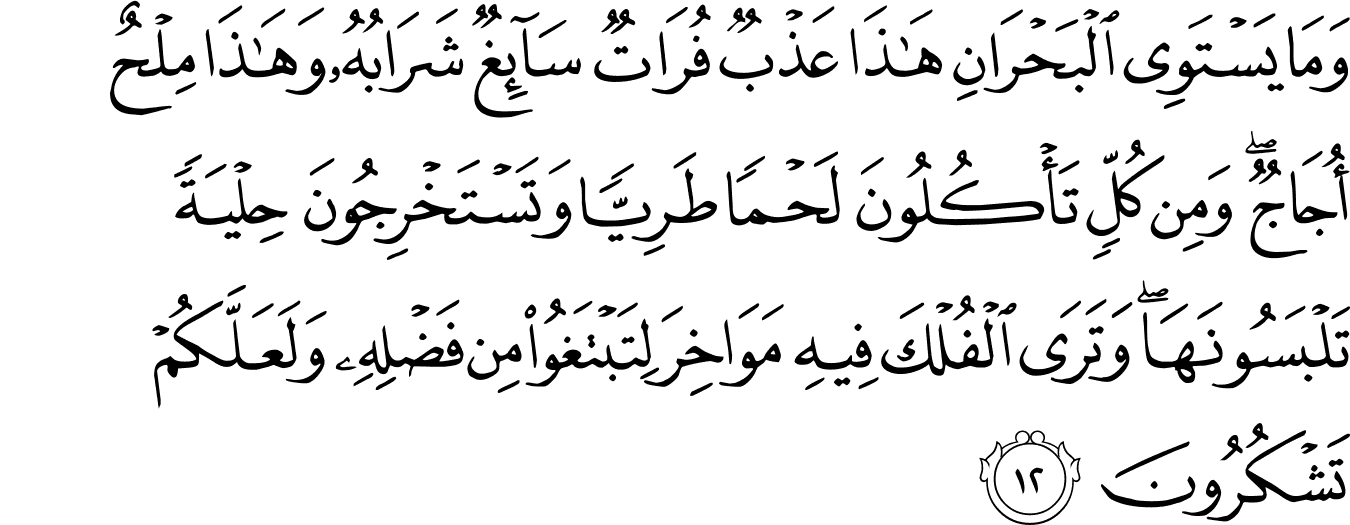 وَمَا يَسْتَوِى ٱلْبَحْرَانِ هَـٰذَا عَذْبٌ فُرَاتٌ سَآئِغٌ شَرَابُهُۥ وَهَـٰذَا مِلْحٌ
أُجَاجٌ ۖ وَمِن كُلٍّ تَأْكُلُونَ لَحْمًا طَرِيًّا وَتَسْتَخْرِجُونَ حِلْيَةً
تَلْبَسُونَهَا ۖ وَتَرَى ٱلْفُلْكَ فِيهِ مَوَاخِرَ لِتَبْتَغُوا۟ مِن فَضْلِهِۦ وَلَعَلَّكُمْ
تَشْكُرُونَ ١٢